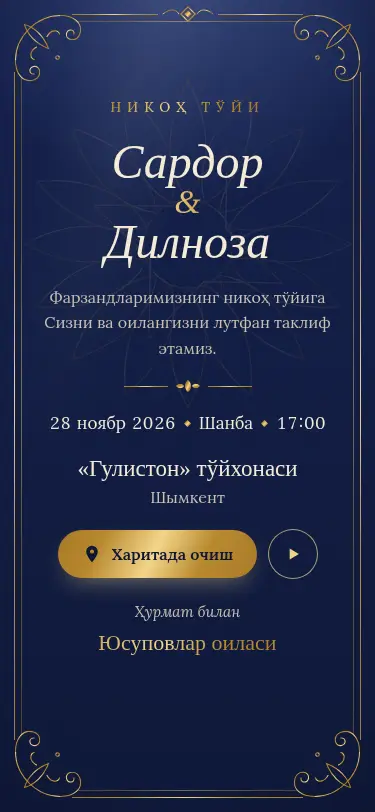 НИКОҲ ТЎЙИ
Сардор
&
Дилноза
Фарзандларимизнинг никоҳ тўйига
Сизни ва оилангизни лутфан таклиф
этамиз.
28 ноябр 2026 ◆ Шанба ◆ 17:00
«Гулистон» тўйхонаси
Шымкент
Харитада очиш
Ҳурмат билан
Юсуповлар оиласи